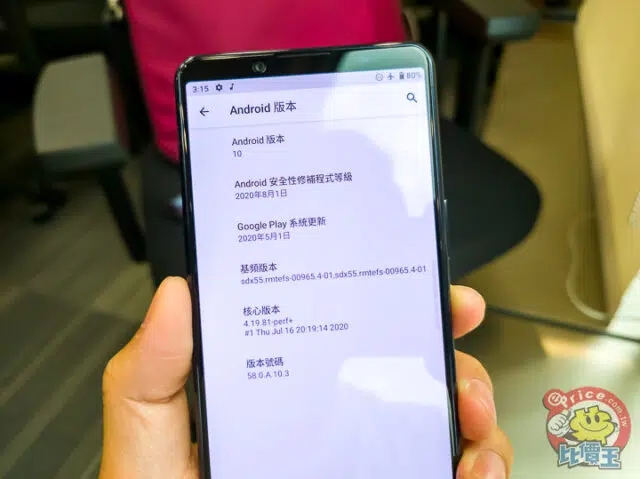 3:15
80%
Android 版本
Android 版本
10
Android 安全性修補程式等級
2020年8月1日
Google Play 系統更新
2020年5月1日
基頻版本
sdx55.rmtefs-00965.4-01,sdx55.rmtefs-00965.4-01
核心版本
4.19.81-perf+
#1 Thu Jul 16 20:19:14 2020
版本號碼
58.0.A.10.3
ePrice.com.tw
比價王